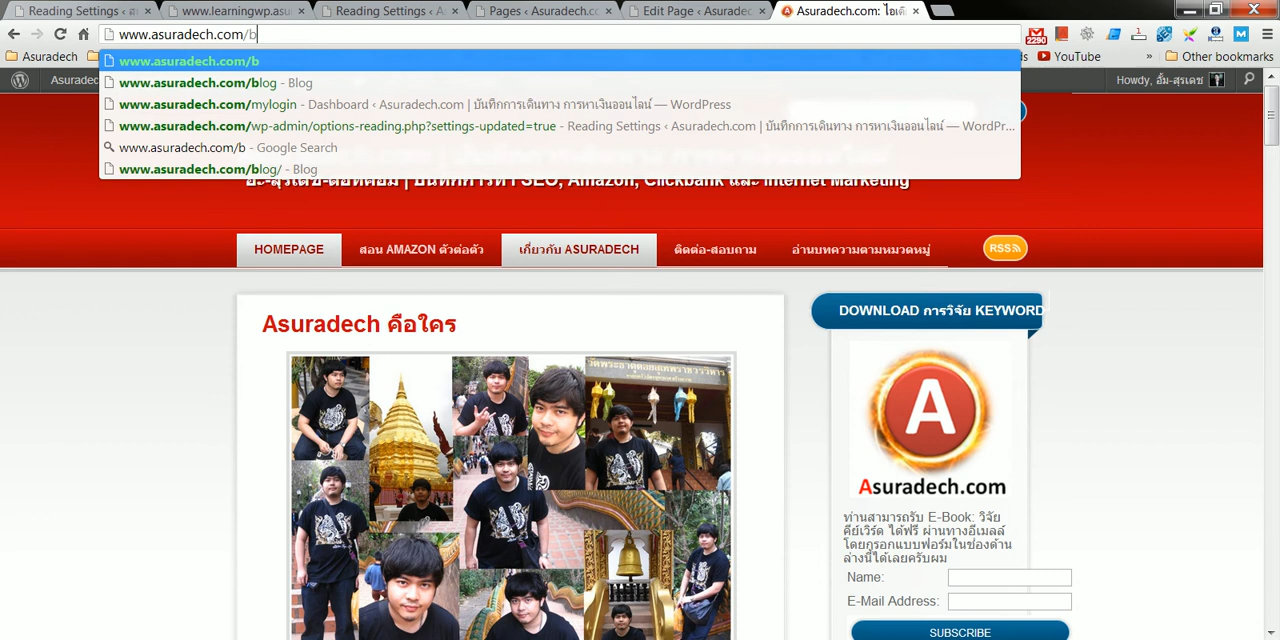 Reading Settings ‹ ส
www.learningwp.asu
Reading Settings ‹ A
Pages ‹ Asuradech.c
Edit Page ‹ Asuradec
Asuradech.com: ไอเดี
www.asuradech.com/b
2290
Asuradech
YouTube
»
Other bookmarks
www.asuradech.com/b
www.asuradech.com/blog - Blog
www.asuradech.com/mylogin - Dashboard ‹ Asuradech.com | บันทึกการเดินทาง การหาเงินออนไลน์ — WordPress
www.asuradech.com/wp-admin/options-reading.php?settings-updated=true - Reading Settings ‹ Asuradech.com | บันทึกการเดินทาง การหาเงินออนไลน์ — WordPr...
www.asuradech.com/b - Google Search
www.asuradech.com/blog/ - Blog
Asuradec
Howdy, อั้ม-สุรเดช
อะ-สุรเดช-ดอทคอม | บันทึกการทำ SEO, Amazon, Clickbank และ Internet Marketing
HOMEPAGE
สอน AMAZON ตัวต่อตัว
เกี่ยวกับ ASURADECH
ติดต่อ-สอบถาม
อ่านบทความตามหมวดหมู่
RSS
Asuradech คือใคร
DOWNLOAD การวิจัย KEYWORD
A
Asuradech.com
ท่านสามารถรับ E-Book: วิจัย
คีย์เวิร์ด ได้ฟรี ผ่านทางอีเมลล์
โดยกรอกแบบฟอร์มในช่องด้าน
ล่างนี้ได้เลยครับผม
Name:
E-Mail Address:
SUBSCRIBE